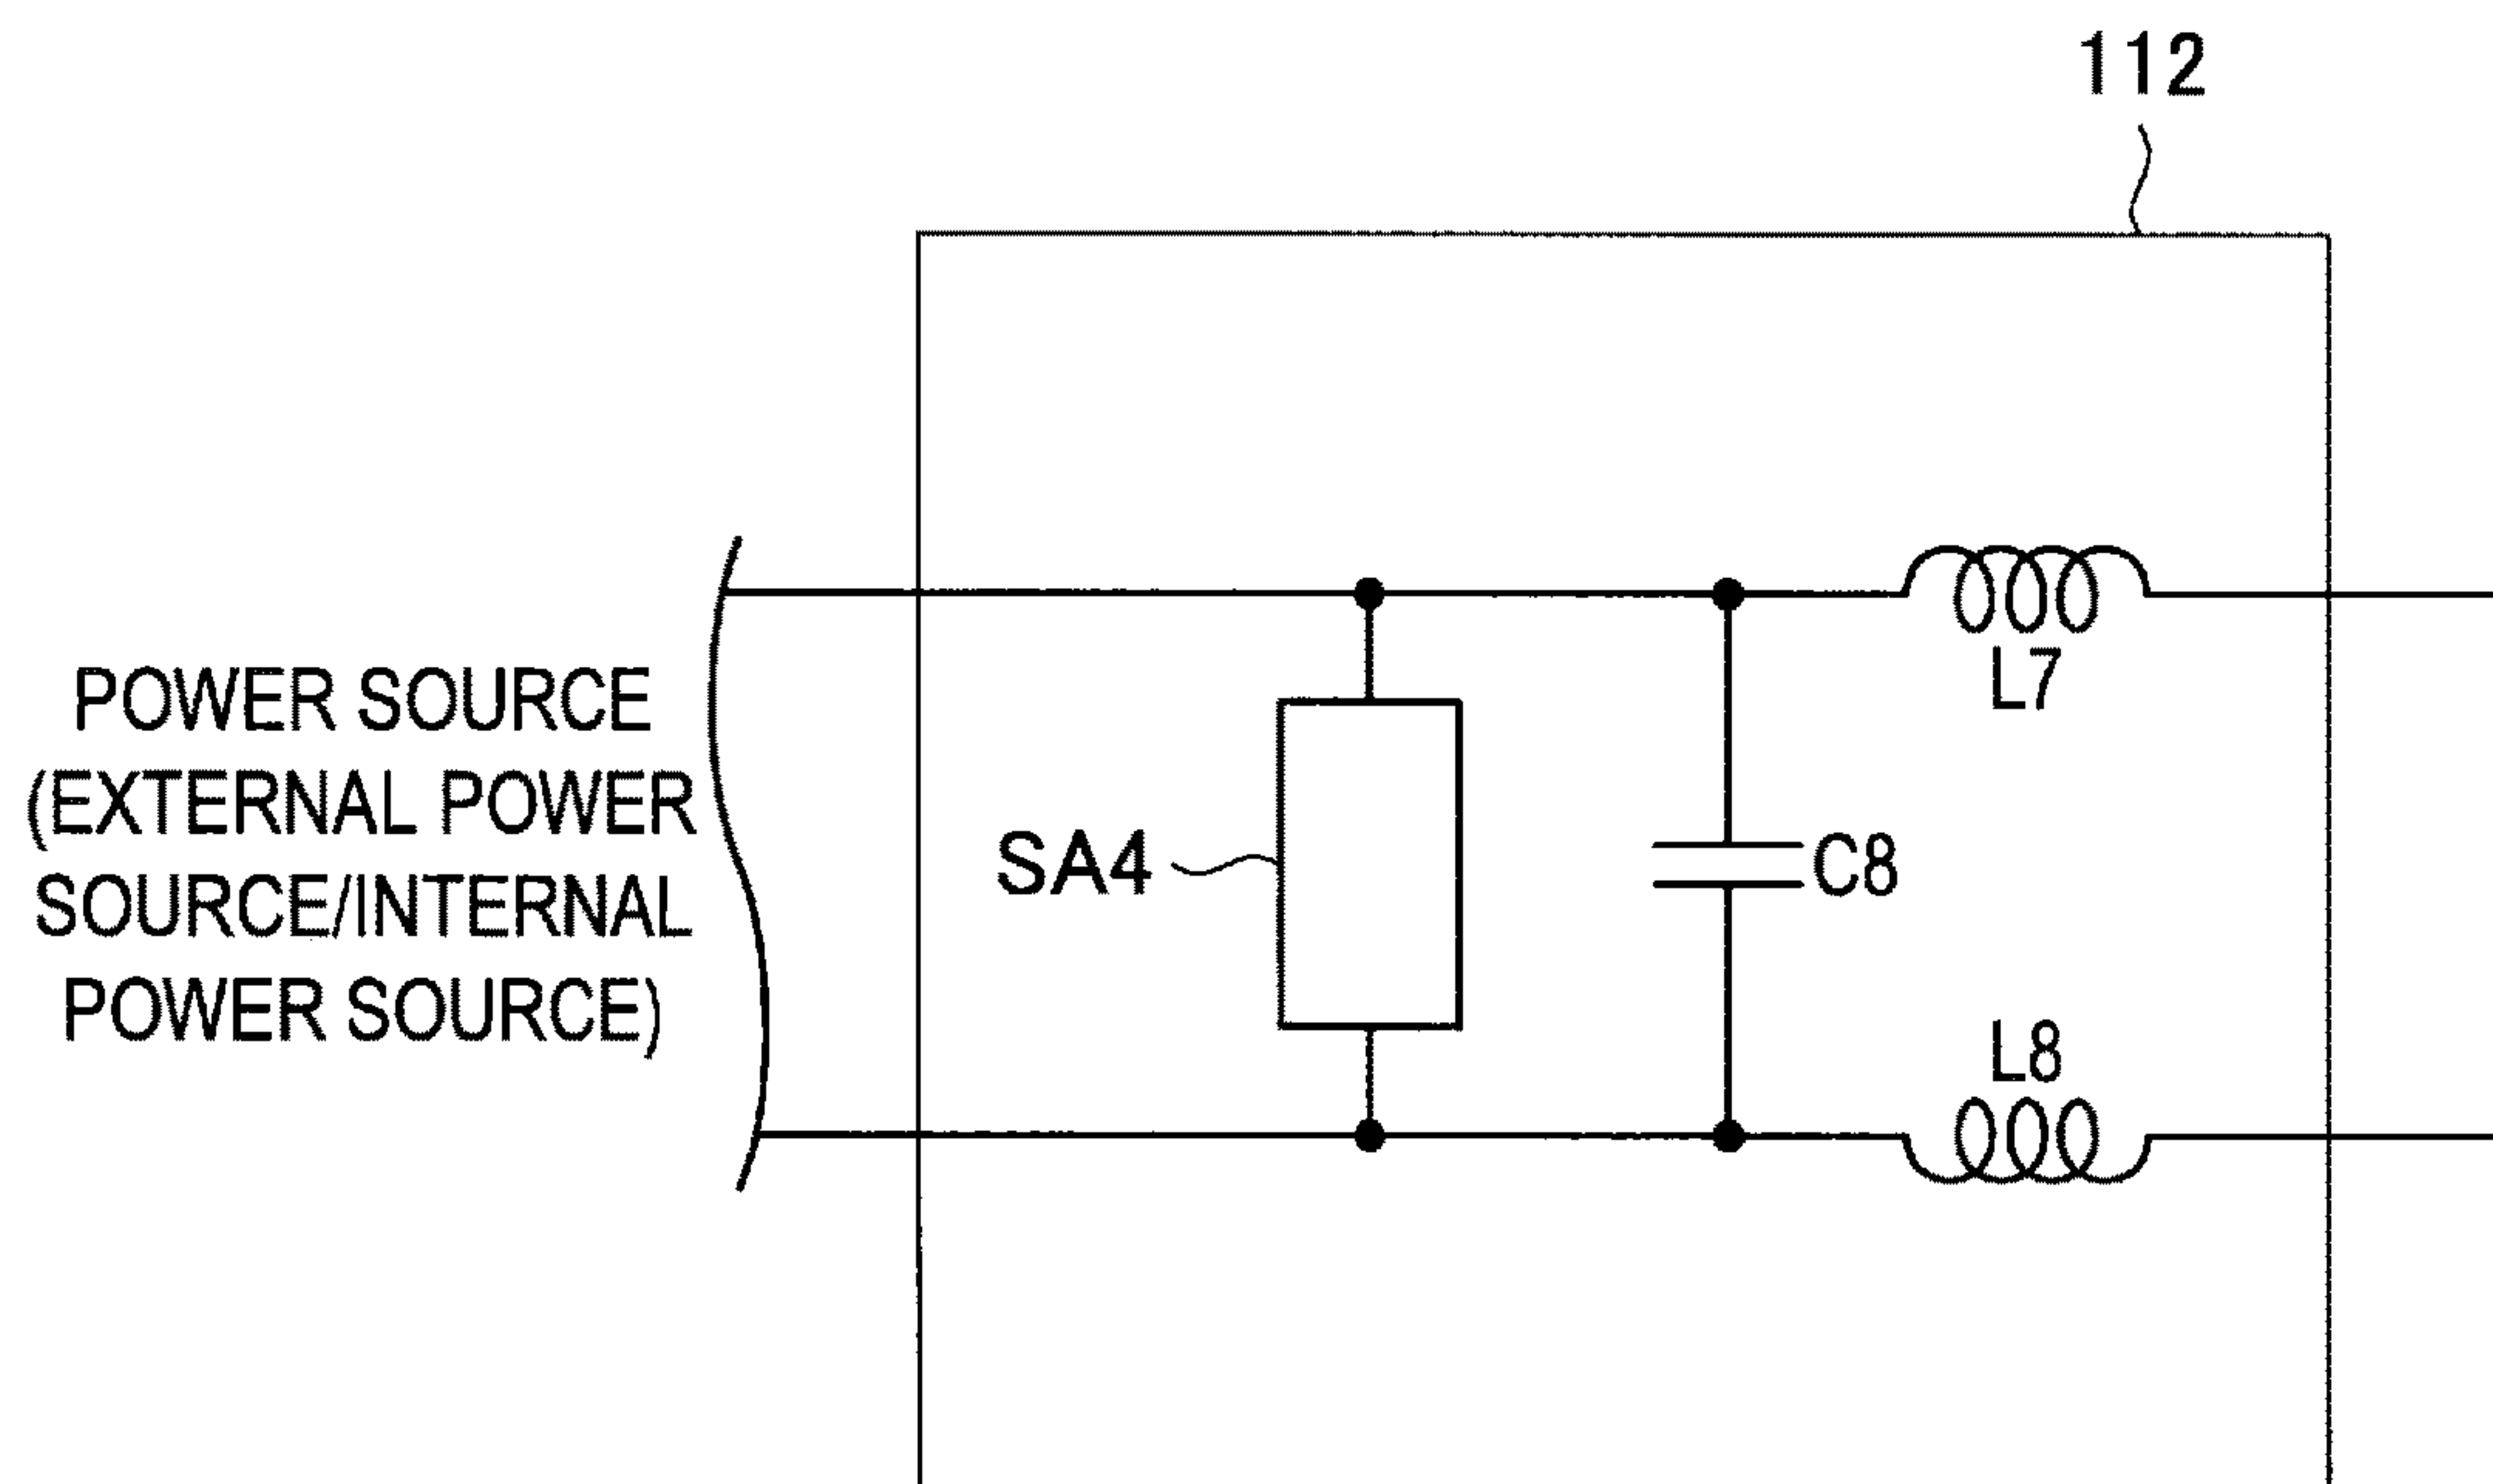 112
POWER SOURCE
(EXTERNAL POWER
SOURCE/INTERNAL
POWER SOURCE)
L7
SA4
C8
L8